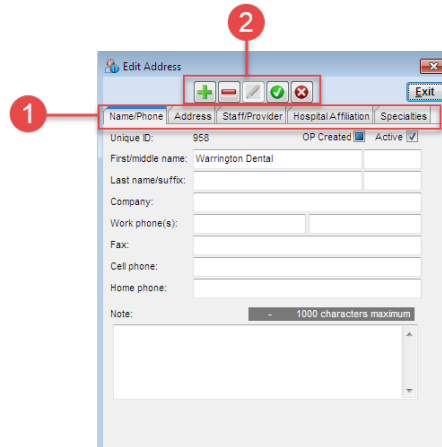 2
Edit Address
Exit
1
Name/Phone Address Staff/Provider Hospital Affiliation Specialties
Unique ID: 958 OP Created Active
First/middle name: Warrington Dental
Last name/suffix:
Company:
Work phone(s):
Fax:
Cell phone:
Home phone:
Note: - 1000 characters maximum